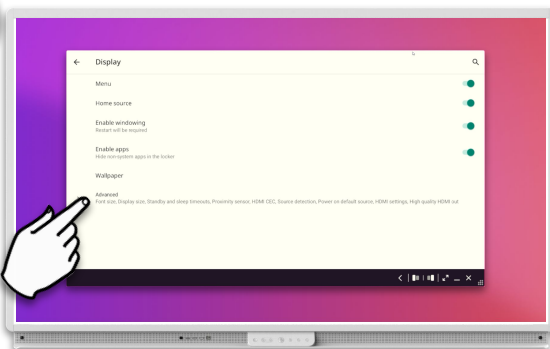 Display
Menu
Home source
Enable windowing
Restart will be required
Enable apps
Hide non-system apps in the locker
Wallpaper
Advanced
Font size, Display size, Standby and sleep timeouts, Proximity sensor, HDMI CEC, Source detection, Power on default source, HDMI settings, High quality HDMI out